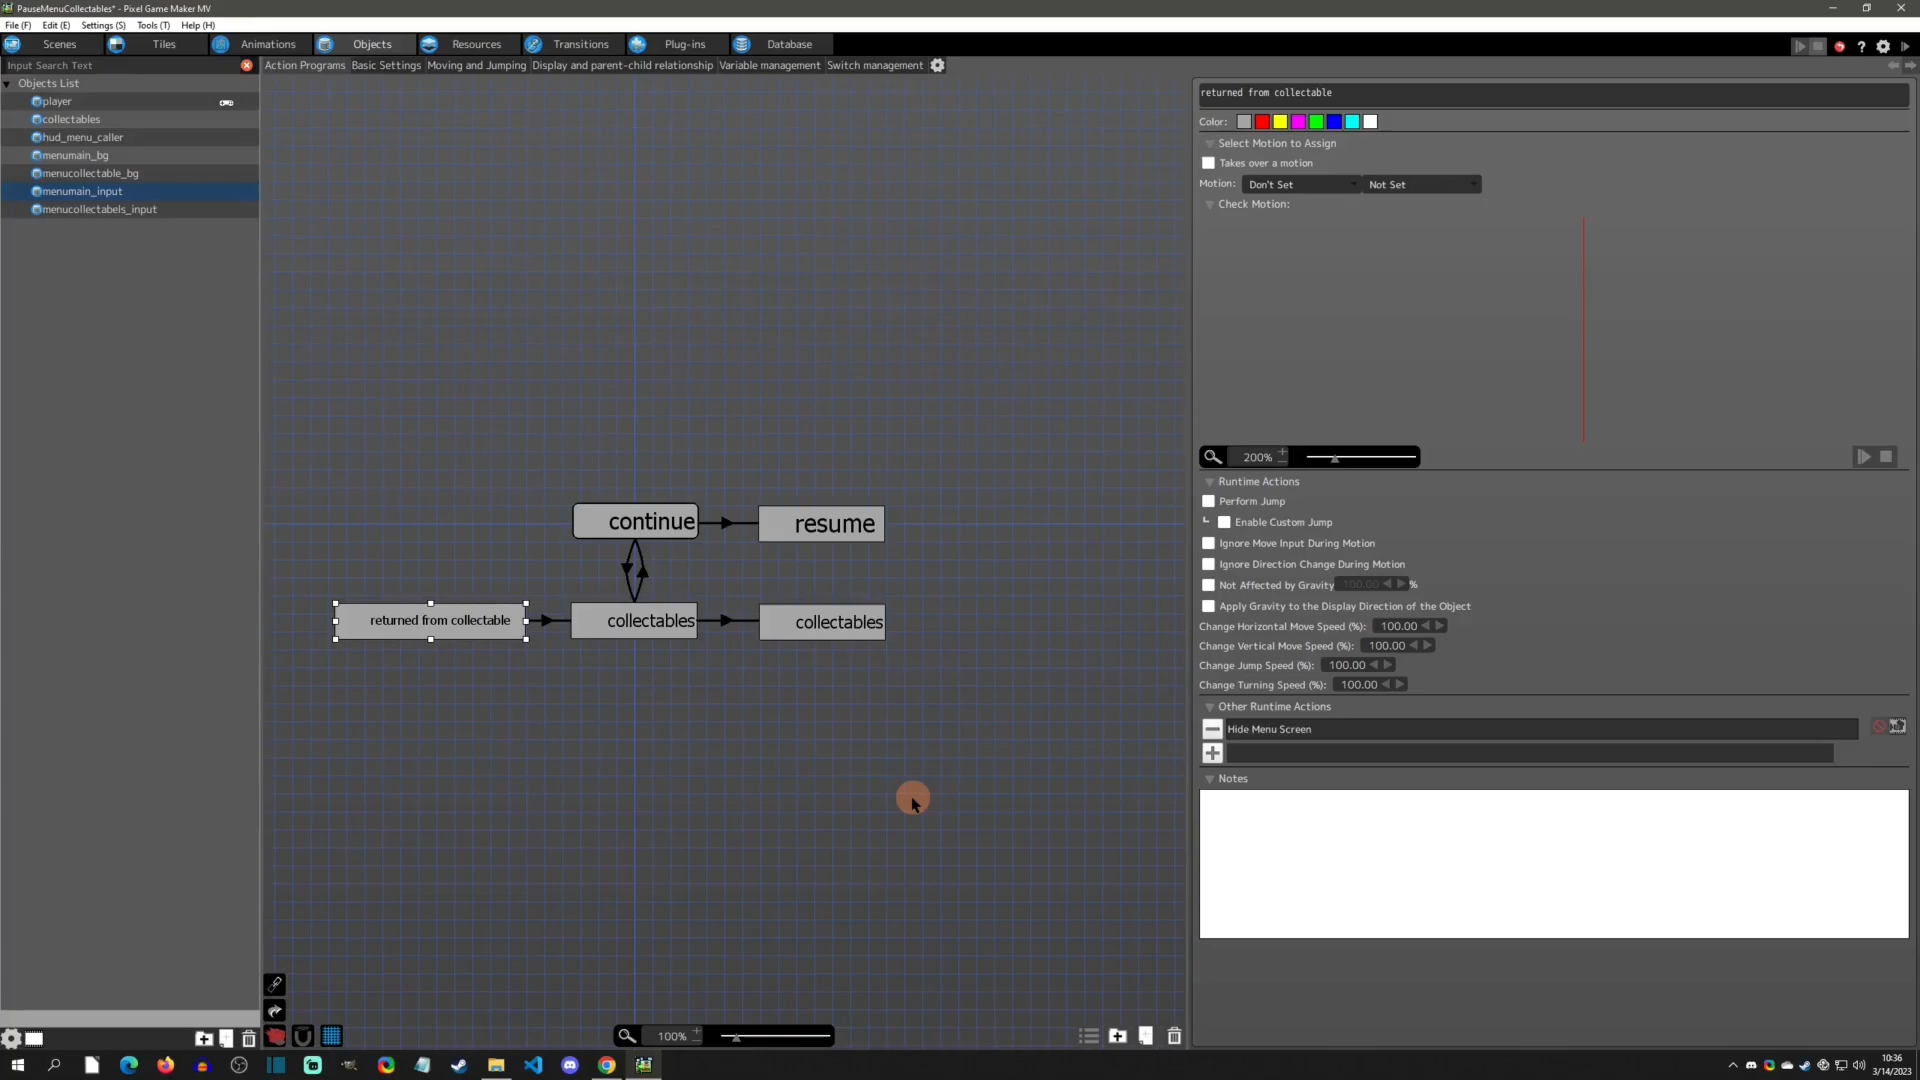 PauseMenuCollectables* - Pixel Game Maker MV
File (F) Edit (E) Settings (S) Tools (T) Help (H)
Scenes Tiles Animations Objects Resources Transitions Plug-ins Database
Input Search Text
Action Programs Basic Settings Moving and Jumping Display and parent-child relationship Variable management Switch management
Objects List
player
collectables
hud_menu_caller
menumain_bg
menucollectable_bg
menumain_input
menucollectabels_input
continue
resume
returned from collectable
collectables
collectables
100%
returned from collectable
Color:
Select Motion to Assign
Takes over a motion
Motion: Don't Set Not Set
Check Motion:
200%
Runtime Actions
Perform Jump
Enable Custom Jump
Ignore Move Input During Motion
Ignore Direction Change During Motion
Not Affected by Gravity 100.00 %
Apply Gravity to the Display Direction of the Object
Change Horizontal Move Speed (%): 100.00
Change Vertical Move Speed (%): 100.00
Change Jump Speed (%): 100.00
Change Turning Speed (%): 100.00
Other Runtime Actions
Hide Menu Screen
Notes
10:36
3/14/2023